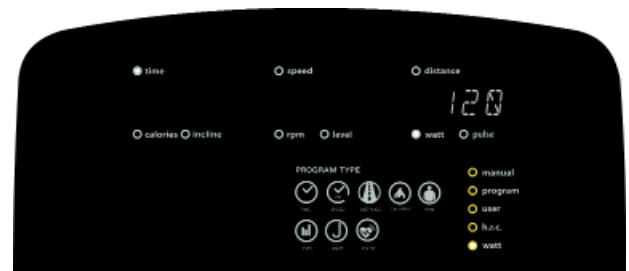 time speed distance
120
calories incline rpm level watt pulse
PROGRAM TYPE
manual
program
user
h.r.c.
watt